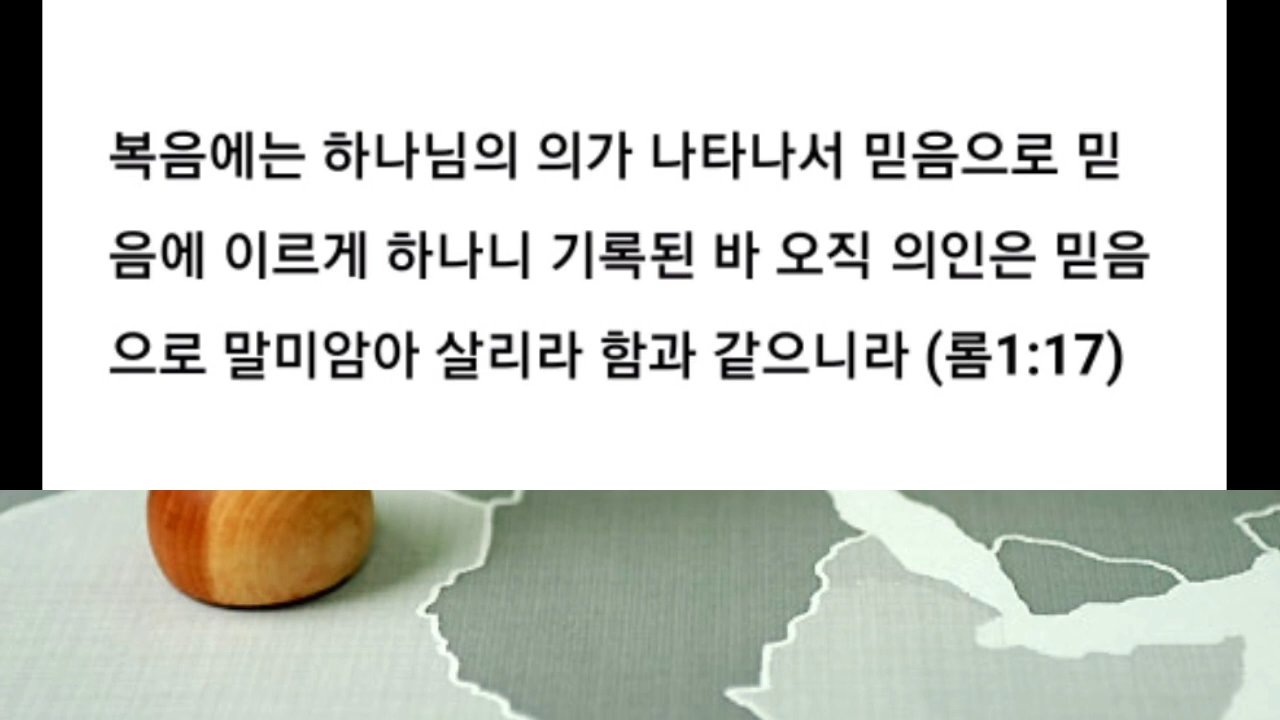 복음에는 하나님의 의가 나타나서 믿음으로 믿
음에 이르게 하나니 기록된 바 오직 의인은 믿음
으로 말미암아 살리라 함과 같으니라 (롬1:17)